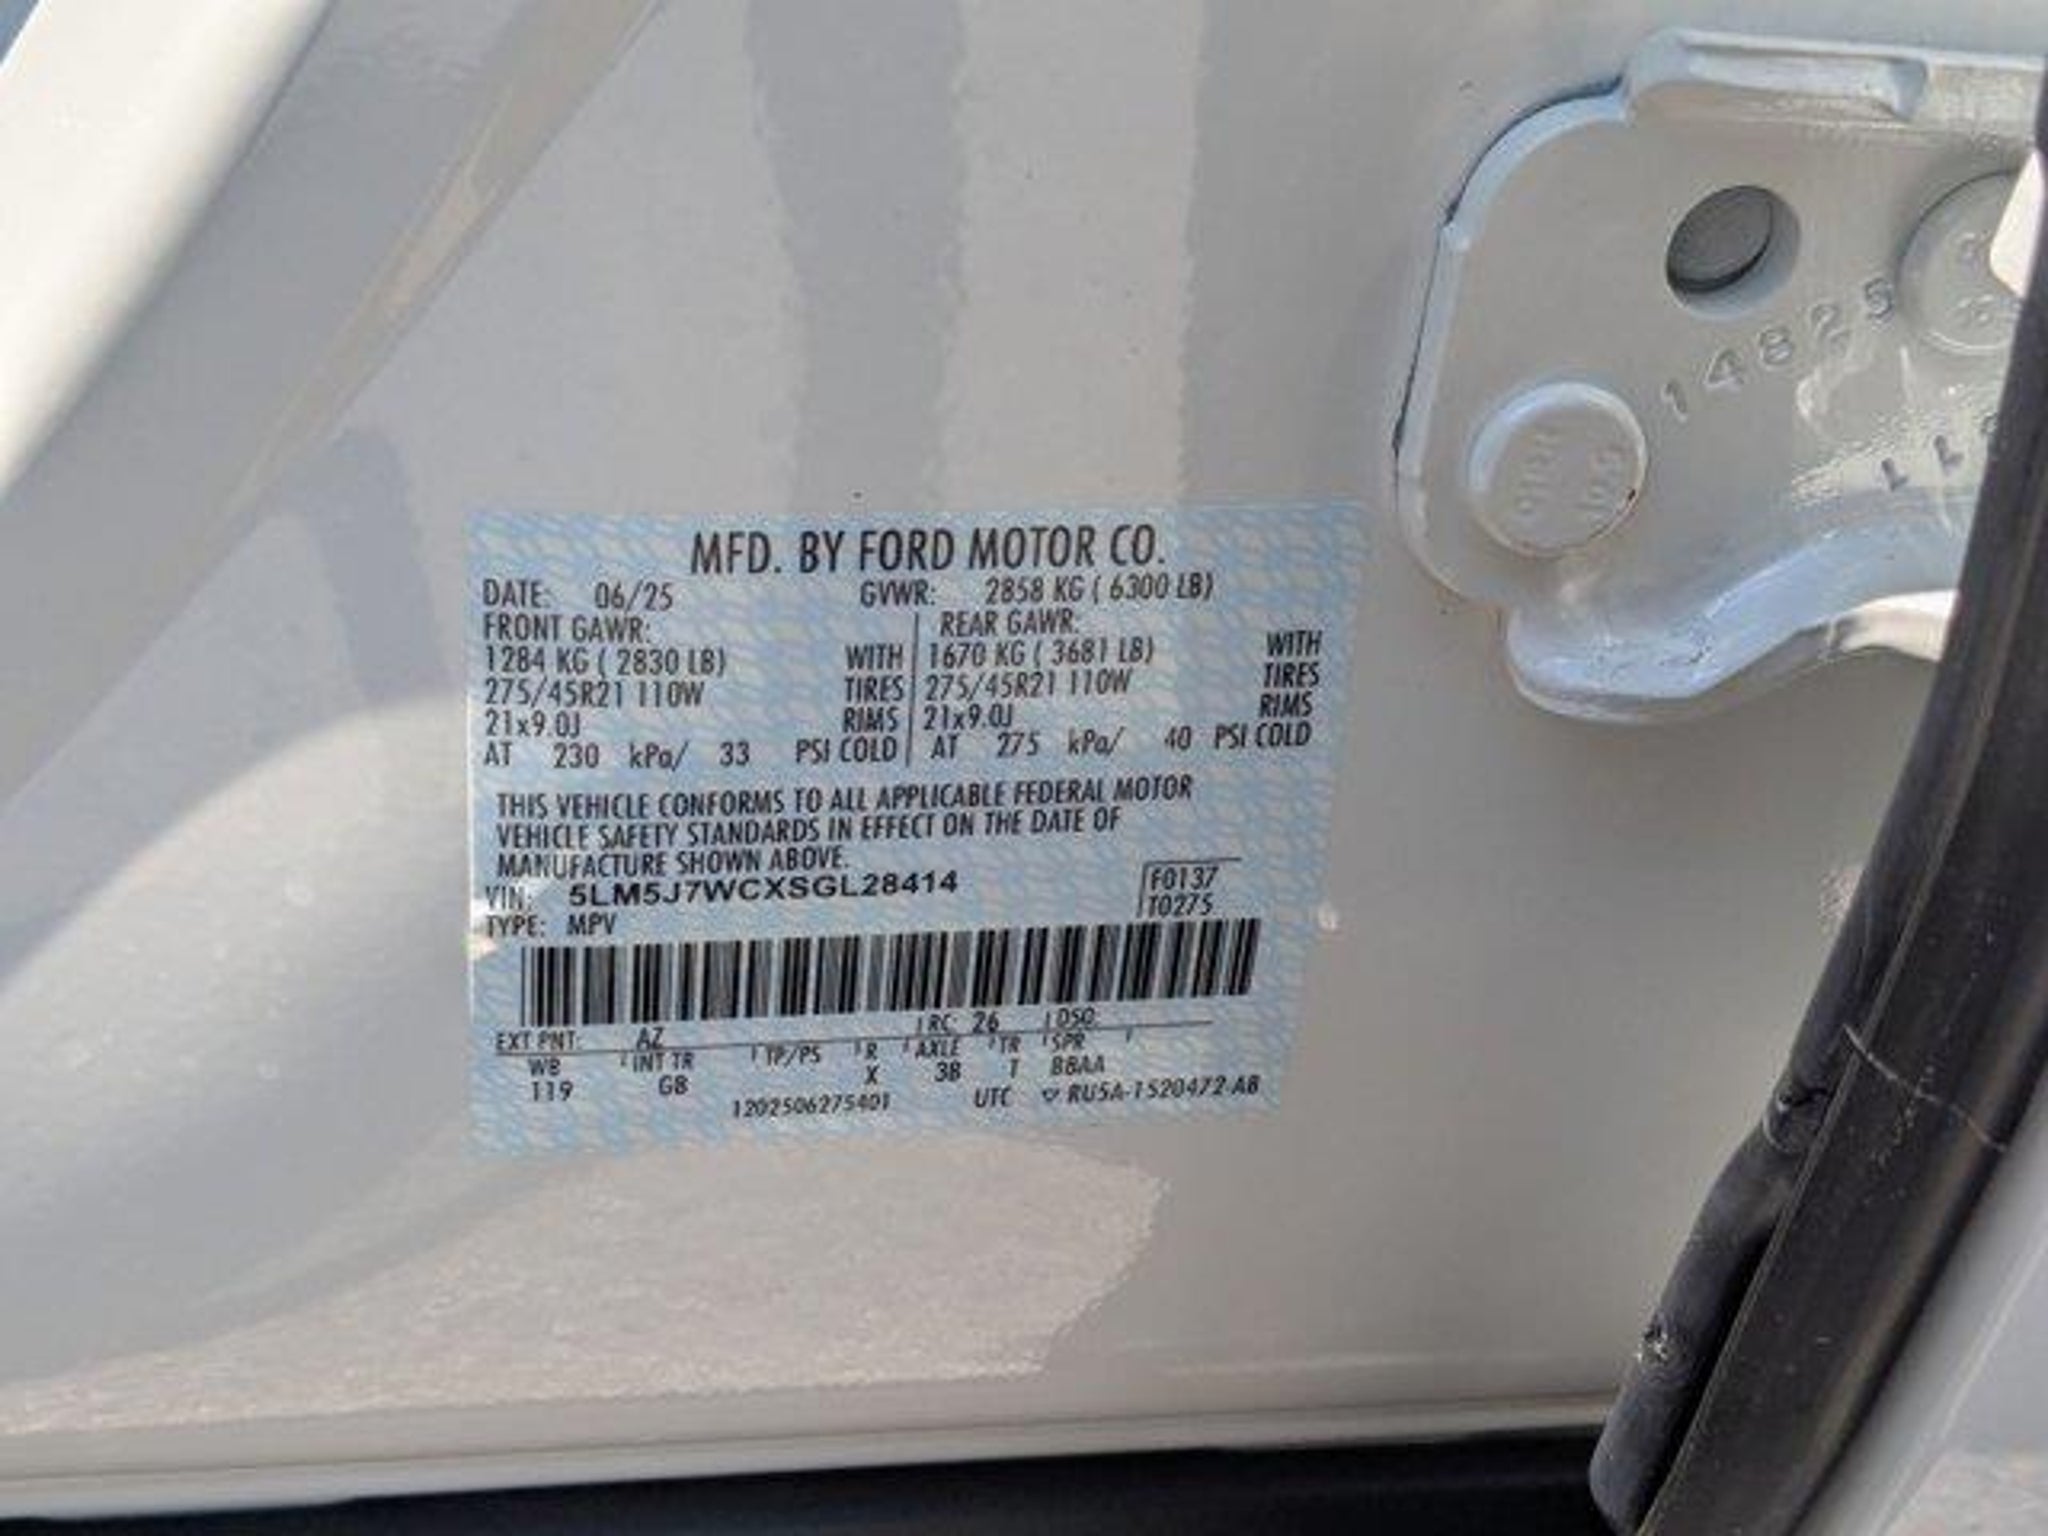 MFD. BY FORD MOTOR CO.
DATE: 06/25 GVWR: 2858 KG ( 6300 LB)
FRONT GAWR: REAR GAWR:
1284 KG ( 2830 LB) WITH 1670 KG ( 3681 LB) WITH
275/45R21 110W TIRES 275/45R21 110W TIRES
21x9.0J RIMS 21x9.0J RIMS
AT 230 kPa/ 33 PSI COLD AT 275 kPa/ 40 PSI COLD
THIS VEHICLE CONFORMS TO ALL APPLICABLE FEDERAL MOTOR
VEHICLE SAFETY STANDARDS IN EFFECT ON THE DATE OF
MANUFACTURE SHOWN ABOVE.
VIN: 5LM5J7WCXSGL28414 F0137
TYPE: MPV T0275
EXT PNT: AZ RC: 26 DSO:
WB INT TR TP/PS R AXLE TR SPR
119 G8 X 38 T BBAA
1202506275401 UTC RU5A-1520472-AB
14825